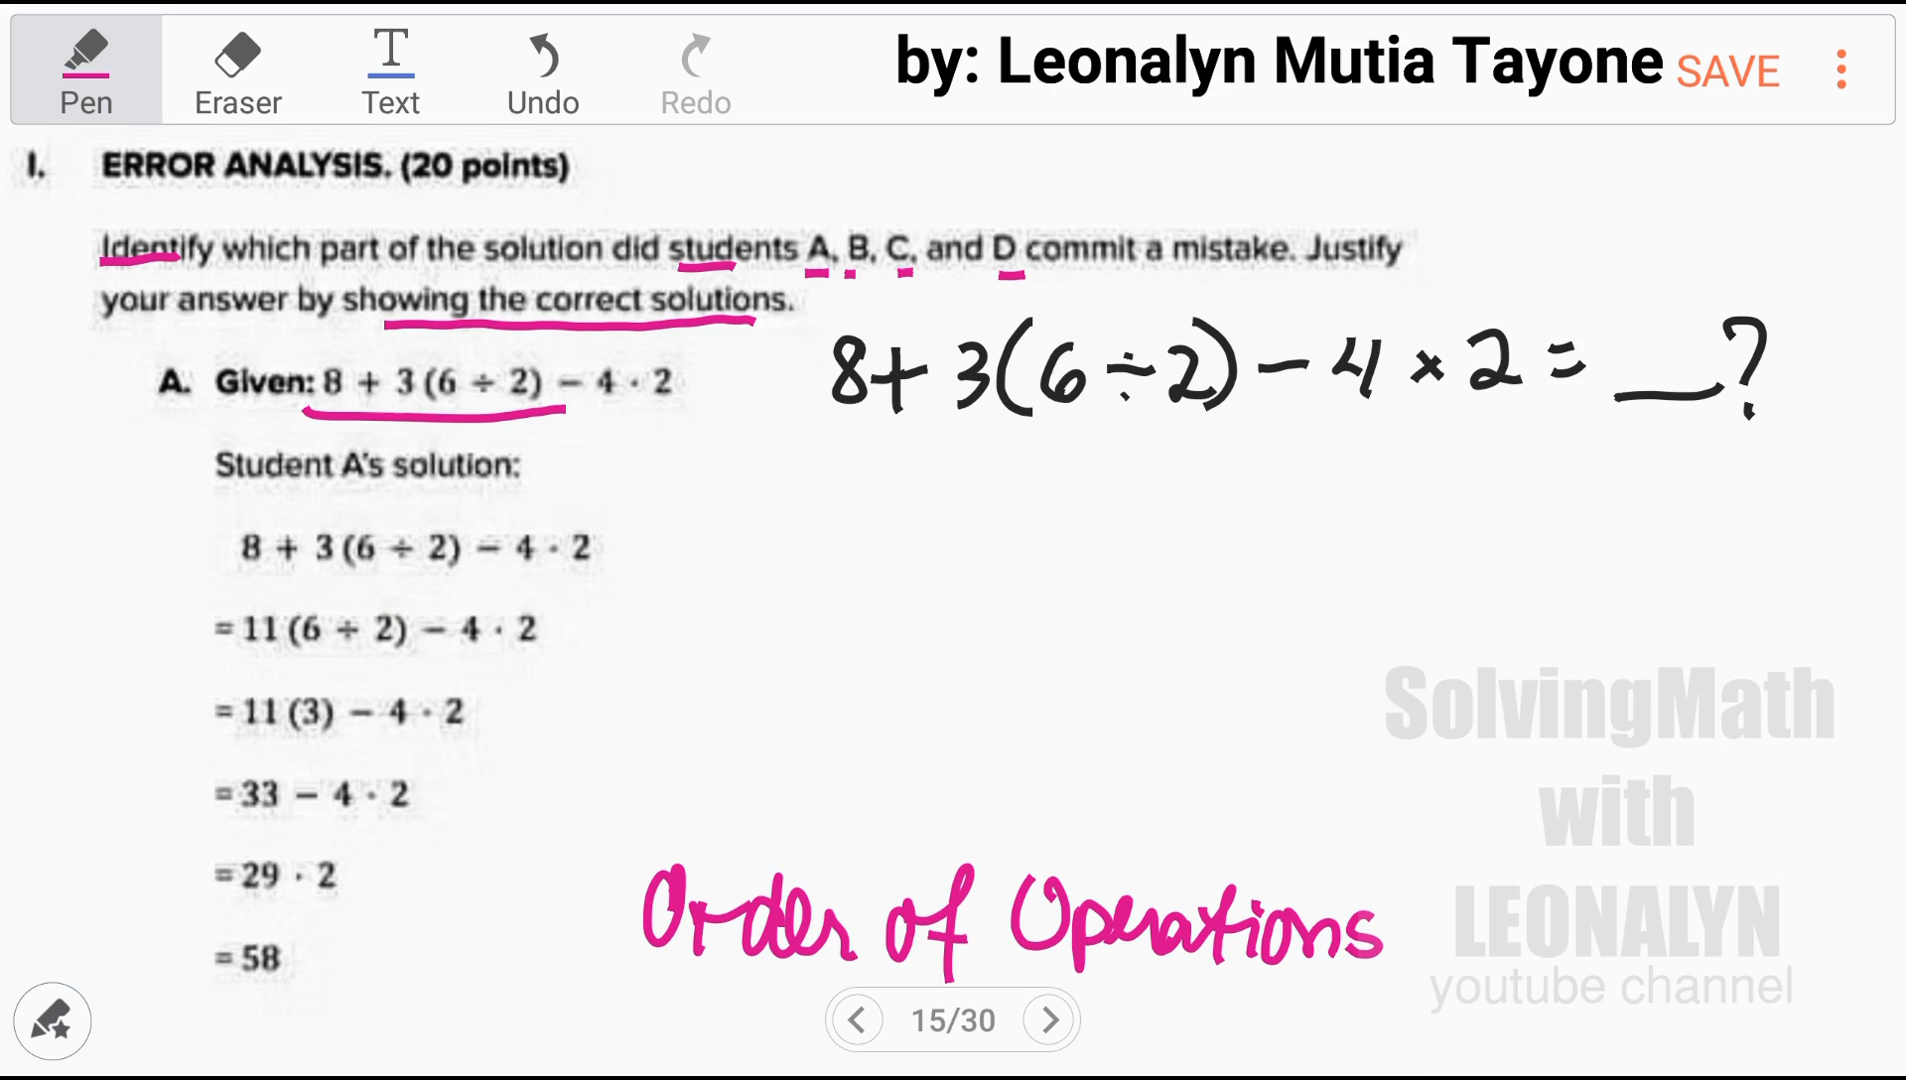 Pen Eraser Text Undo Redo by: Leonalyn Mutia Tayone SAVE
I. ERROR ANALYSIS. (20 points)
Identify which part of the solution did students A, B, C, and D commit a mistake. Justify
your answer by showing the correct solutions.
8+ 3(6÷2) - 4 × 2 = __?
A. Given: 8 + 3 (6 ÷ 2) − 4 · 2
Student A's solution:
8 + 3 (6 ÷ 2) − 4 · 2
= 11 (6 ÷ 2) − 4 · 2
= 11 (3) − 4 · 2
= 33 − 4 · 2
= 29 · 2
= 58
Order of Operations
SolvingMath
with
LEONALYN
youtube channel
15/30